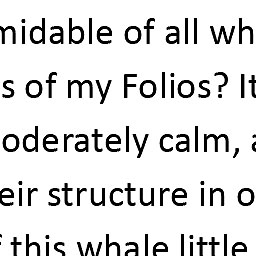 midable of all wh
s of my Folios? It
oderately calm, a
eir structure in o
f this whale little